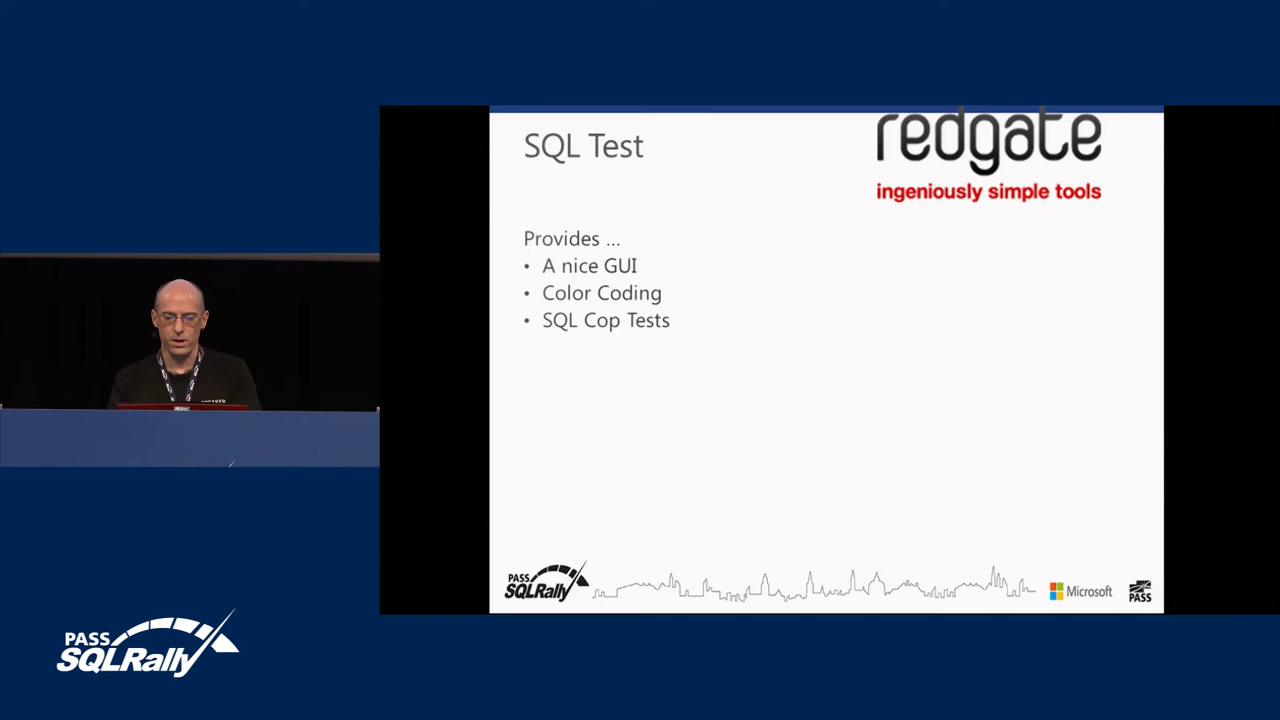 SQL Test
redgate
ingeniously simple tools
Provides ...
• A nice GUI
• Color Coding
• SQL Cop Tests
PASS
SQLRally
Microsoft
PASS
PASS
SQLRally